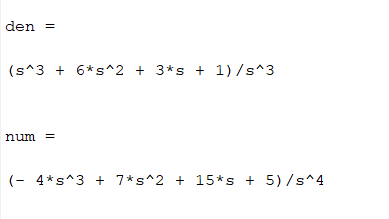 den =
(s^3 + 6*s^2 + 3*s + 1)/s^3
num =
(- 4*s^3 + 7*s^2 + 15*s + 5)/s^4